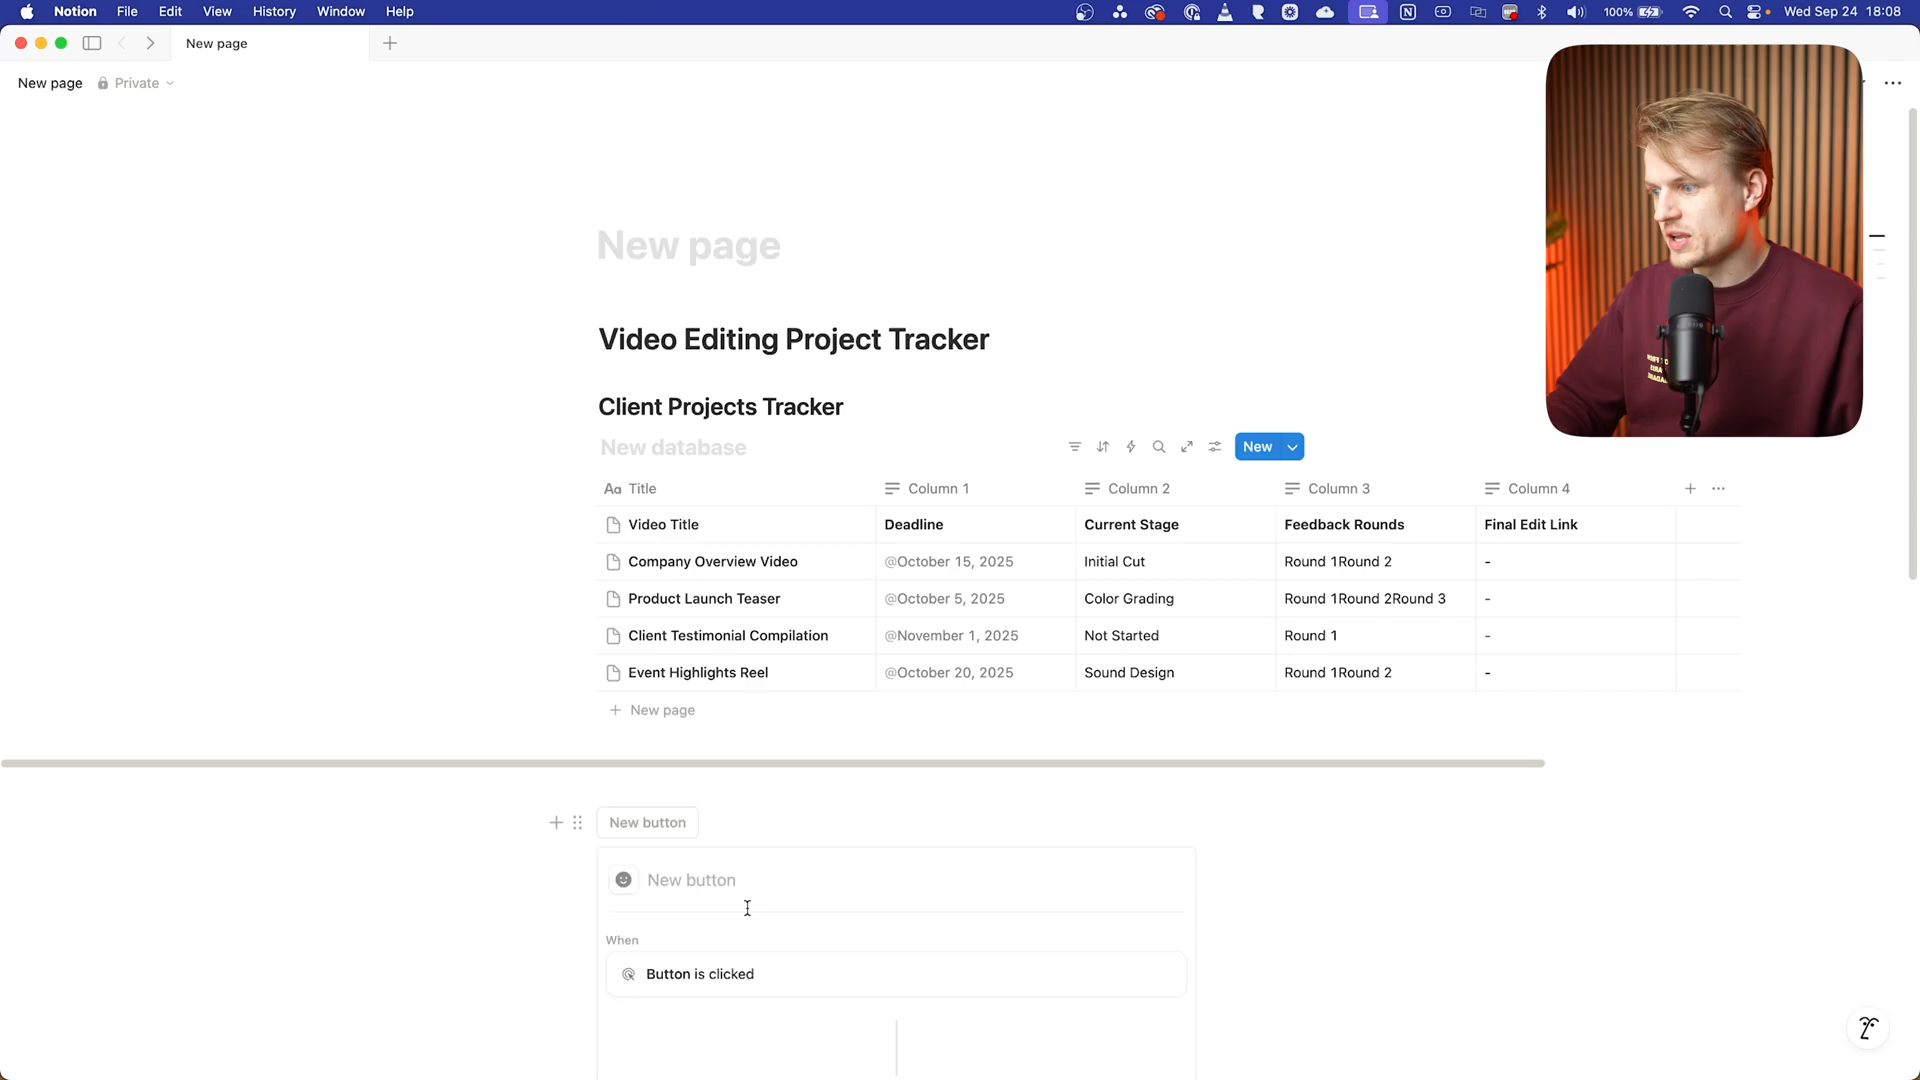 Notion File Edit View History Window Help 100% Wed Sep 24 18:08
New page
New page Private
New page
Video Editing Project Tracker
Client Projects Tracker
New database New
Aa Title Column 1 Column 2 Column 3 Column 4
Video Title Deadline Current Stage Feedback Rounds Final Edit Link
Company Overview Video @October 15, 2025 Initial Cut Round 1Round 2 -
Product Launch Teaser @October 5, 2025 Color Grading Round 1Round 2Round 3 -
Client Testimonial Compilation @November 1, 2025 Not Started Round 1 -
Event Highlights Reel @October 20, 2025 Sound Design Round 1Round 2 -
New page
New button
New button
When
Button is clicked